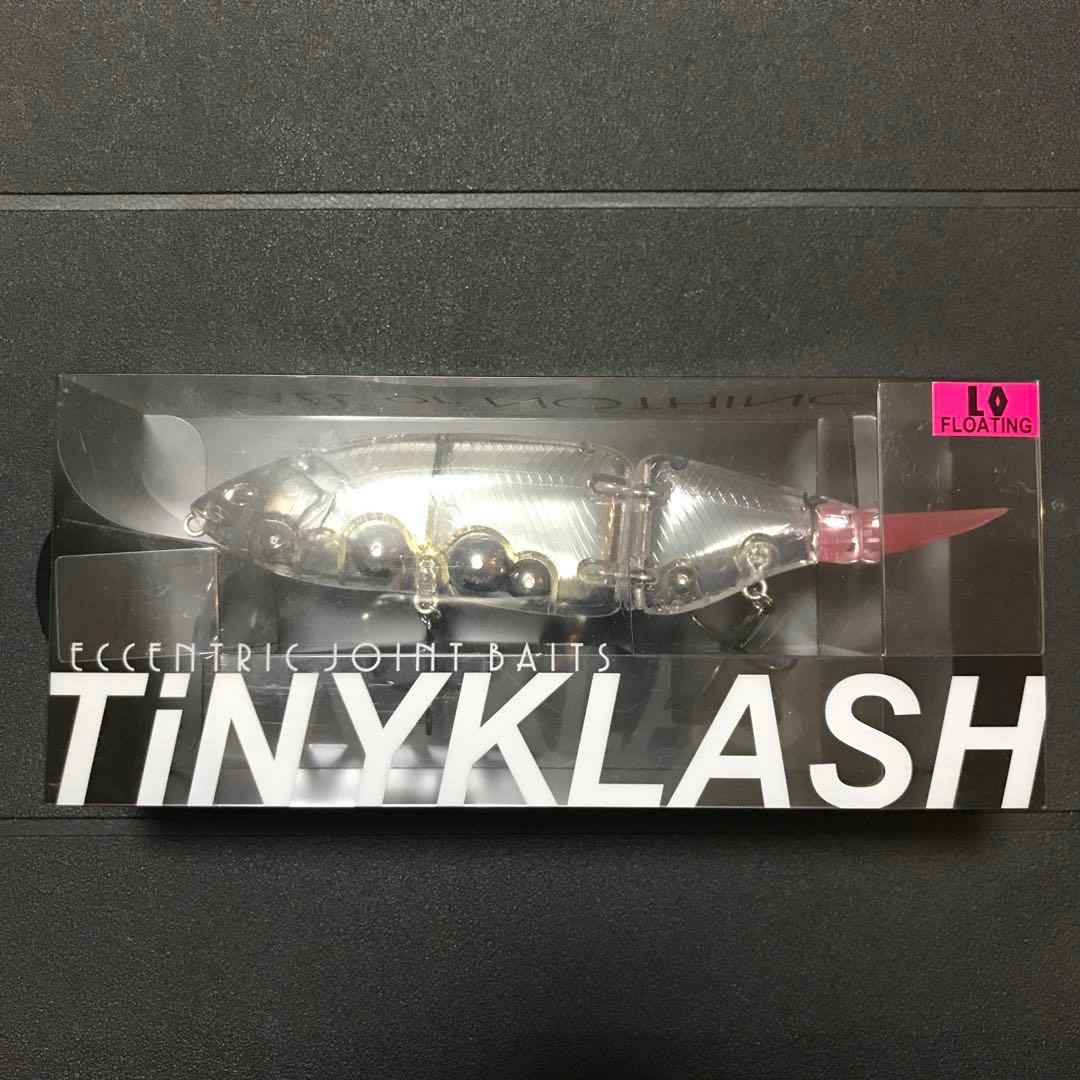 LO
FLOATING
ECCENTRIC JOINT BAITS
TiNYKLASH